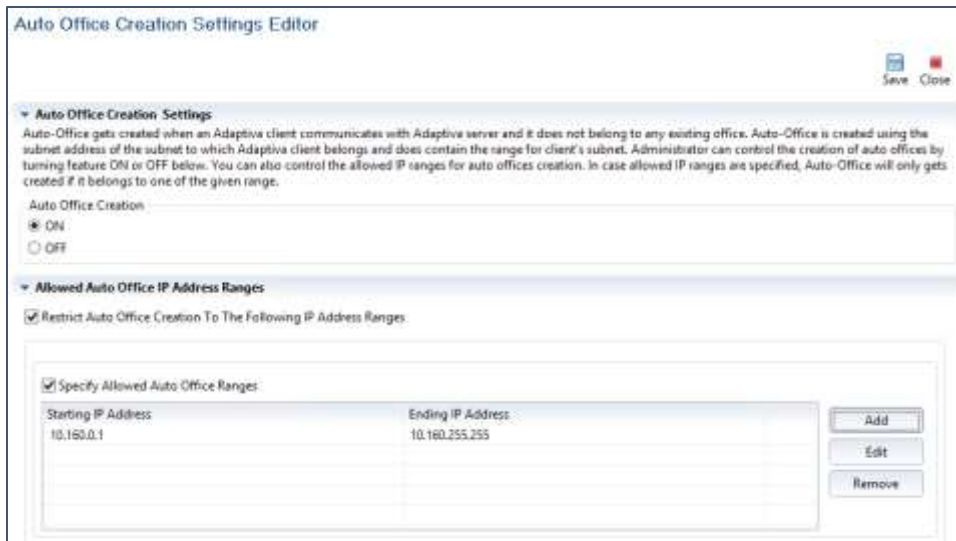 Auto Office Creation Settings Editor
Save Close
Auto Office Creation Settings
Auto-Office gets created when an Adaptiva client communicates with Adaptiva server and it does not belong to any existing office. Auto-Office is created using the
subnet address of the subnet to which Adaptiva client belongs and does contain the range for client's subnet. Administrator can control the creation of auto offices by
turning feature ON or OFF below. You can also control the allowed IP ranges for auto offices creation. In case allowed IP ranges are specified, Auto-Office will only gets
created if it belongs to one of the given range.
Auto Office Creation
ON
OFF
Allowed Auto Office IP Address Ranges
Restrict Auto Office Creation To The Following IP Address Ranges
Specify Allowed Auto Office Ranges
Starting IP Address Ending IP Address
10.160.0.1 10.160.255.255
Add
Edit
Remove